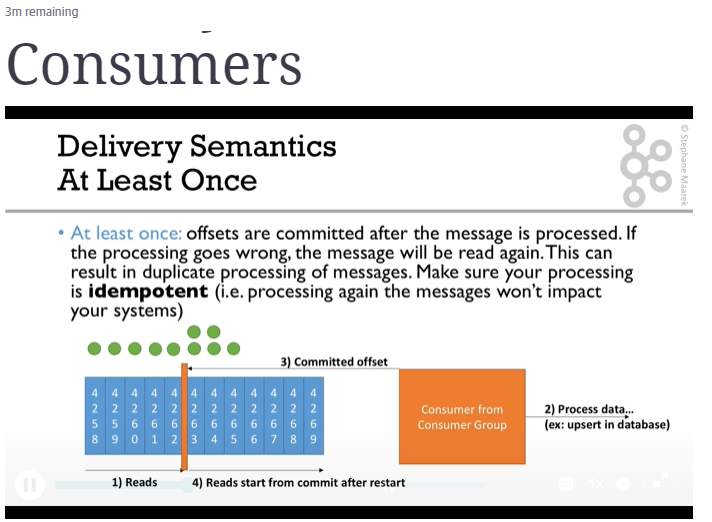 3m remaining
Consumers
Delivery Semantics
At Least Once
© Stephane Maarek
• At least once: offsets are committed after the message is processed. If
the processing goes wrong, the message will be read again. This can
result in duplicate processing of messages. Make sure your processing
is idempotent (i.e. processing again the messages won't impact
your systems)
3) Committed offset
4 4 4 4 4 4 4 4 4 4 4 4
2 2 2 2 2 2 2 2 2 2 2 2
5 5 6 6 6 6 6 6 6 6 6 6
8 9 0 1 2 3 4 5 6 7 8 9
Consumer from
Consumer Group
2) Process data...
(ex: upsert in database)
1) Reads
4) Reads start from commit after restart
1x